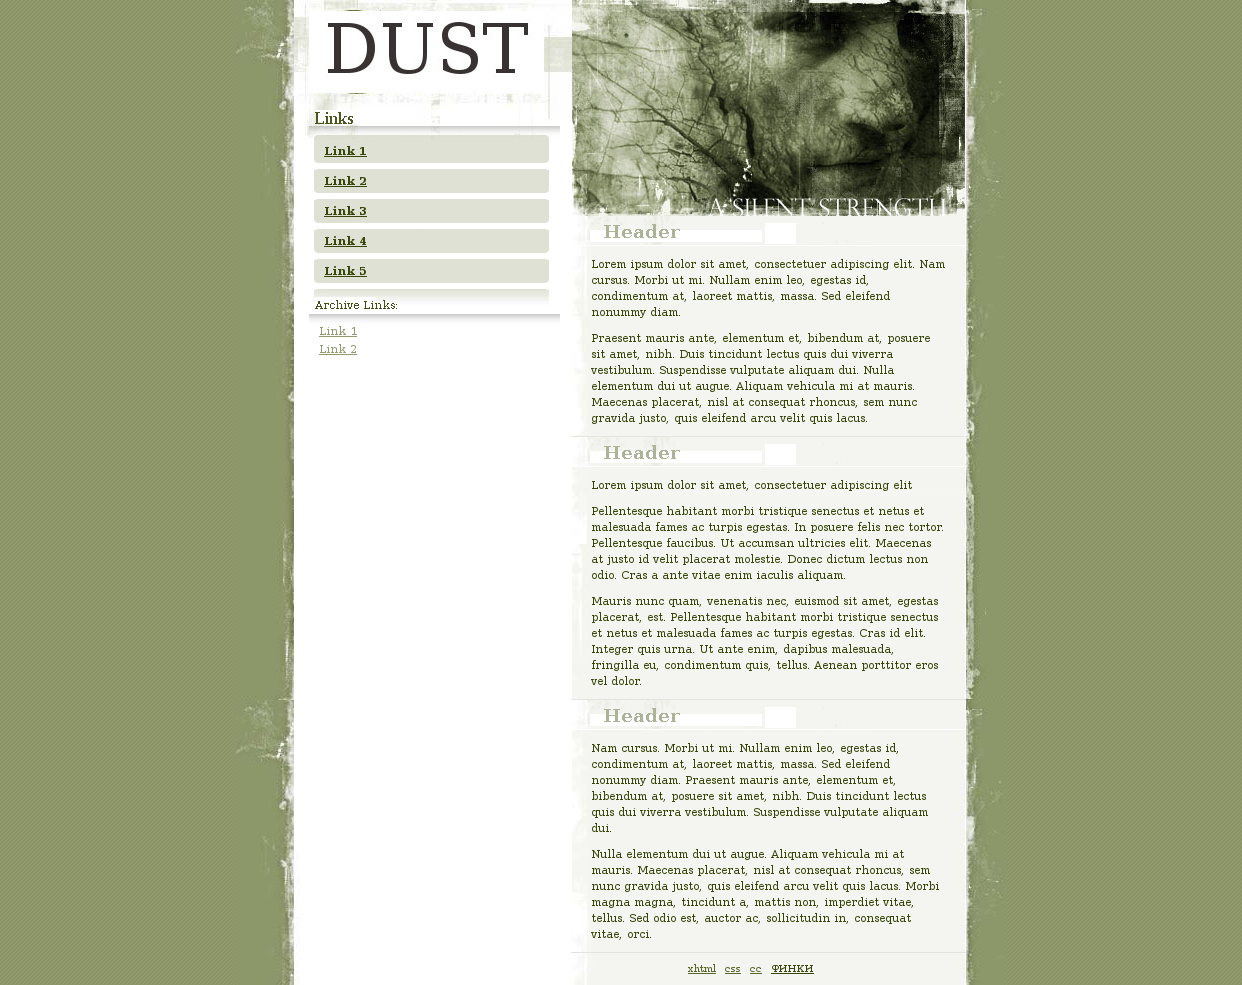 DUST
Links
Link 1
Link 2
Link 3
Link 4
Link 5
Archive Links:
Link 1
Link 2
A SILENT STRENGTH
Header
Lorem ipsum dolor sit amet, consectetuer adipiscing elit. Nam
cursus. Morbi ut mi. Nullam enim leo, egestas id,
condimentum at, laoreet mattis, massa. Sed eleifend
nonummy diam.
Praesent mauris ante, elementum et, bibendum at, posuere
sit amet, nibh. Duis tincidunt lectus quis dui viverra
vestibulum. Suspendisse vulputate aliquam dui. Nulla
elementum dui ut augue. Aliquam vehicula mi at mauris.
Maecenas placerat, nisl at consequat rhoncus, sem nunc
gravida justo, quis eleifend arcu velit quis lacus.
Header
Lorem ipsum dolor sit amet, consectetuer adipiscing elit
Pellentesque habitant morbi tristique senectus et netus et
malesuada fames ac turpis egestas. In posuere felis nec tortor.
Pellentesque faucibus. Ut accumsan ultricies elit. Maecenas
at justo id velit placerat molestie. Donec dictum lectus non
odio. Cras a ante vitae enim iaculis aliquam.
Mauris nunc quam, venenatis nec, euismod sit amet, egestas
placerat, est. Pellentesque habitant morbi tristique senectus
et netus et malesuada fames ac turpis egestas. Cras id elit.
Integer quis urna. Ut ante enim, dapibus malesuada,
fringilla eu, condimentum quis, tellus. Aenean porttitor eros
vel dolor.
Header
Nam cursus. Morbi ut mi. Nullam enim leo, egestas id,
condimentum at, laoreet mattis, massa. Sed eleifend
nonummy diam. Praesent mauris ante, elementum et,
bibendum at, posuere sit amet, nibh. Duis tincidunt lectus
quis dui viverra vestibulum. Suspendisse vulputate aliquam
dui.
Nulla elementum dui ut augue. Aliquam vehicula mi at
mauris. Maecenas placerat, nisl at consequat rhoncus, sem
nunc gravida justo, quis eleifend arcu velit quis lacus. Morbi
magna magna, tincidunt a, mattis non, imperdiet vitae,
tellus. Sed odio est, auctor ac, sollicitudin in, consequat
vitae, orci.
xhtml css cc ФИНКИ